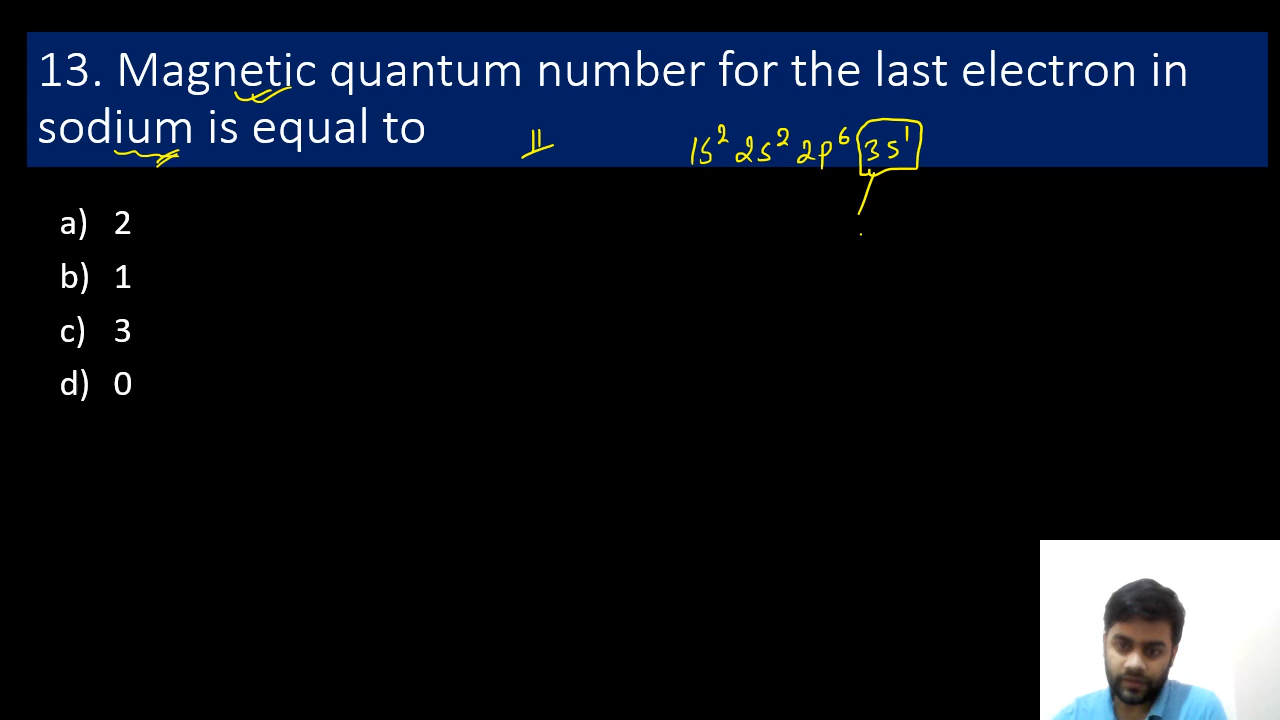 13. Magnetic quantum number for the last electron in
sodium is equal to
11
1s² 2s² 2p⁶ 3s¹
a) 2
b) 1
c) 3
d) 0